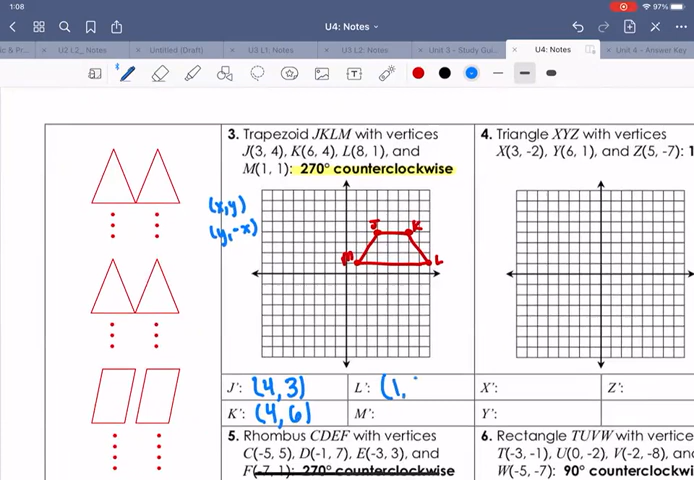 1:08
97%
U4: Notes
c & Pr...
U2 L2_ Notes
Untitled (Draft)
U3 L1: Notes
U3 L2: Notes
Unit 3 - Study Gui...
U4: Notes
Unit 4 - Answer Key
3. Trapezoid JKLM with vertices
J(3, 4), K(6, 4), L(8, 1), and
M(1, 1): 270° counterclockwise
(x,y)
(y,-x)
J
K
M
L
J': (4,3)
L': (1,
K': (4,6)
M':
4. Triangle XYZ with vertices
X(3, -2), Y(6, 1), and Z(5, -7): 1
X':
Z':
Y':
5. Rhombus CDEF with vertices
C(-5, 5), D(-1, 7), E(-3, 3), and
F(-7, 1): 270° counterclockwise
6. Rectangle TUVW with vertice
T(-3, -1), U(0, -2), V(-2, -8), and
W(-5, -7): 90° counterclockwi